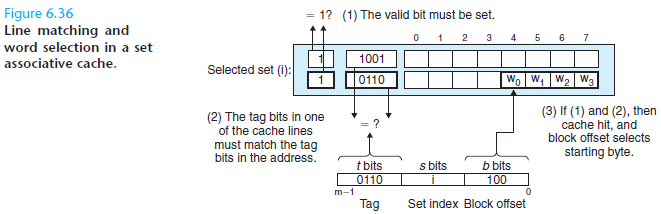 Figure 6.36
Line matching and
word selection in a set
associative cache.
= 1? (1) The valid bit must be set.
0 1 2 3 4 5 6 7
1 1001
Selected set (i):
1 0110 w0 w1 w2 w3
(2) The tag bits in one
of the cache lines
must match the tag
bits in the address.
= ?
(3) If (1) and (2), then
cache hit, and
block offset selects
starting byte.
t bits s bits b bits
0110 i 100
m−1 0
Tag Set index Block offset